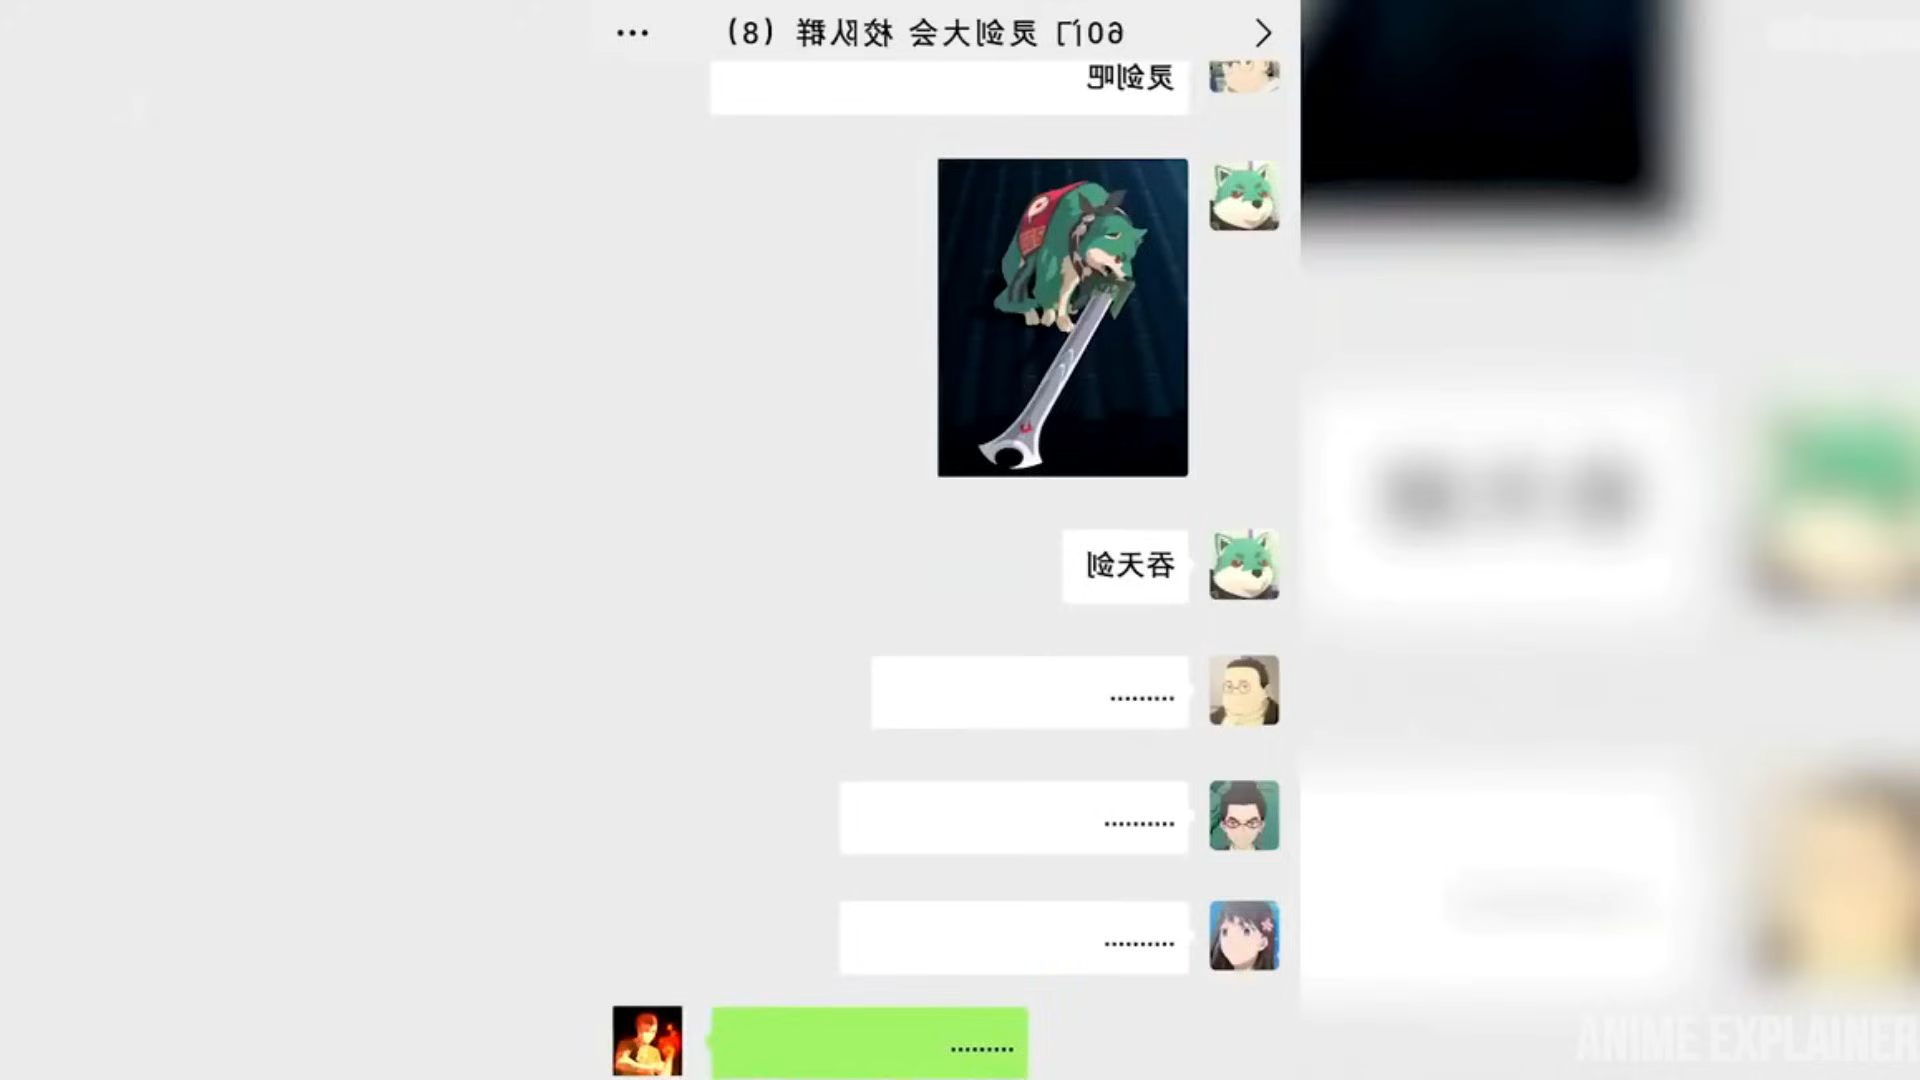 60门 灵剑大会 校队群（8）
灵剑吧
吞天剑
………
……….
……….
………
ANIME EXPLAINER